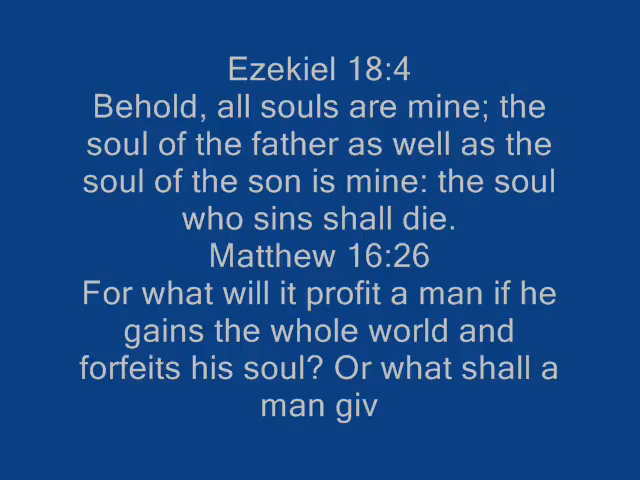 Ezekiel 18:4
Behold, all souls are mine; the
soul of the father as well as the
soul of the son is mine: the soul
who sins shall die.
Matthew 16:26
For what will it profit a man if he
gains the whole world and
forfeits his soul? Or what shall a
man giv